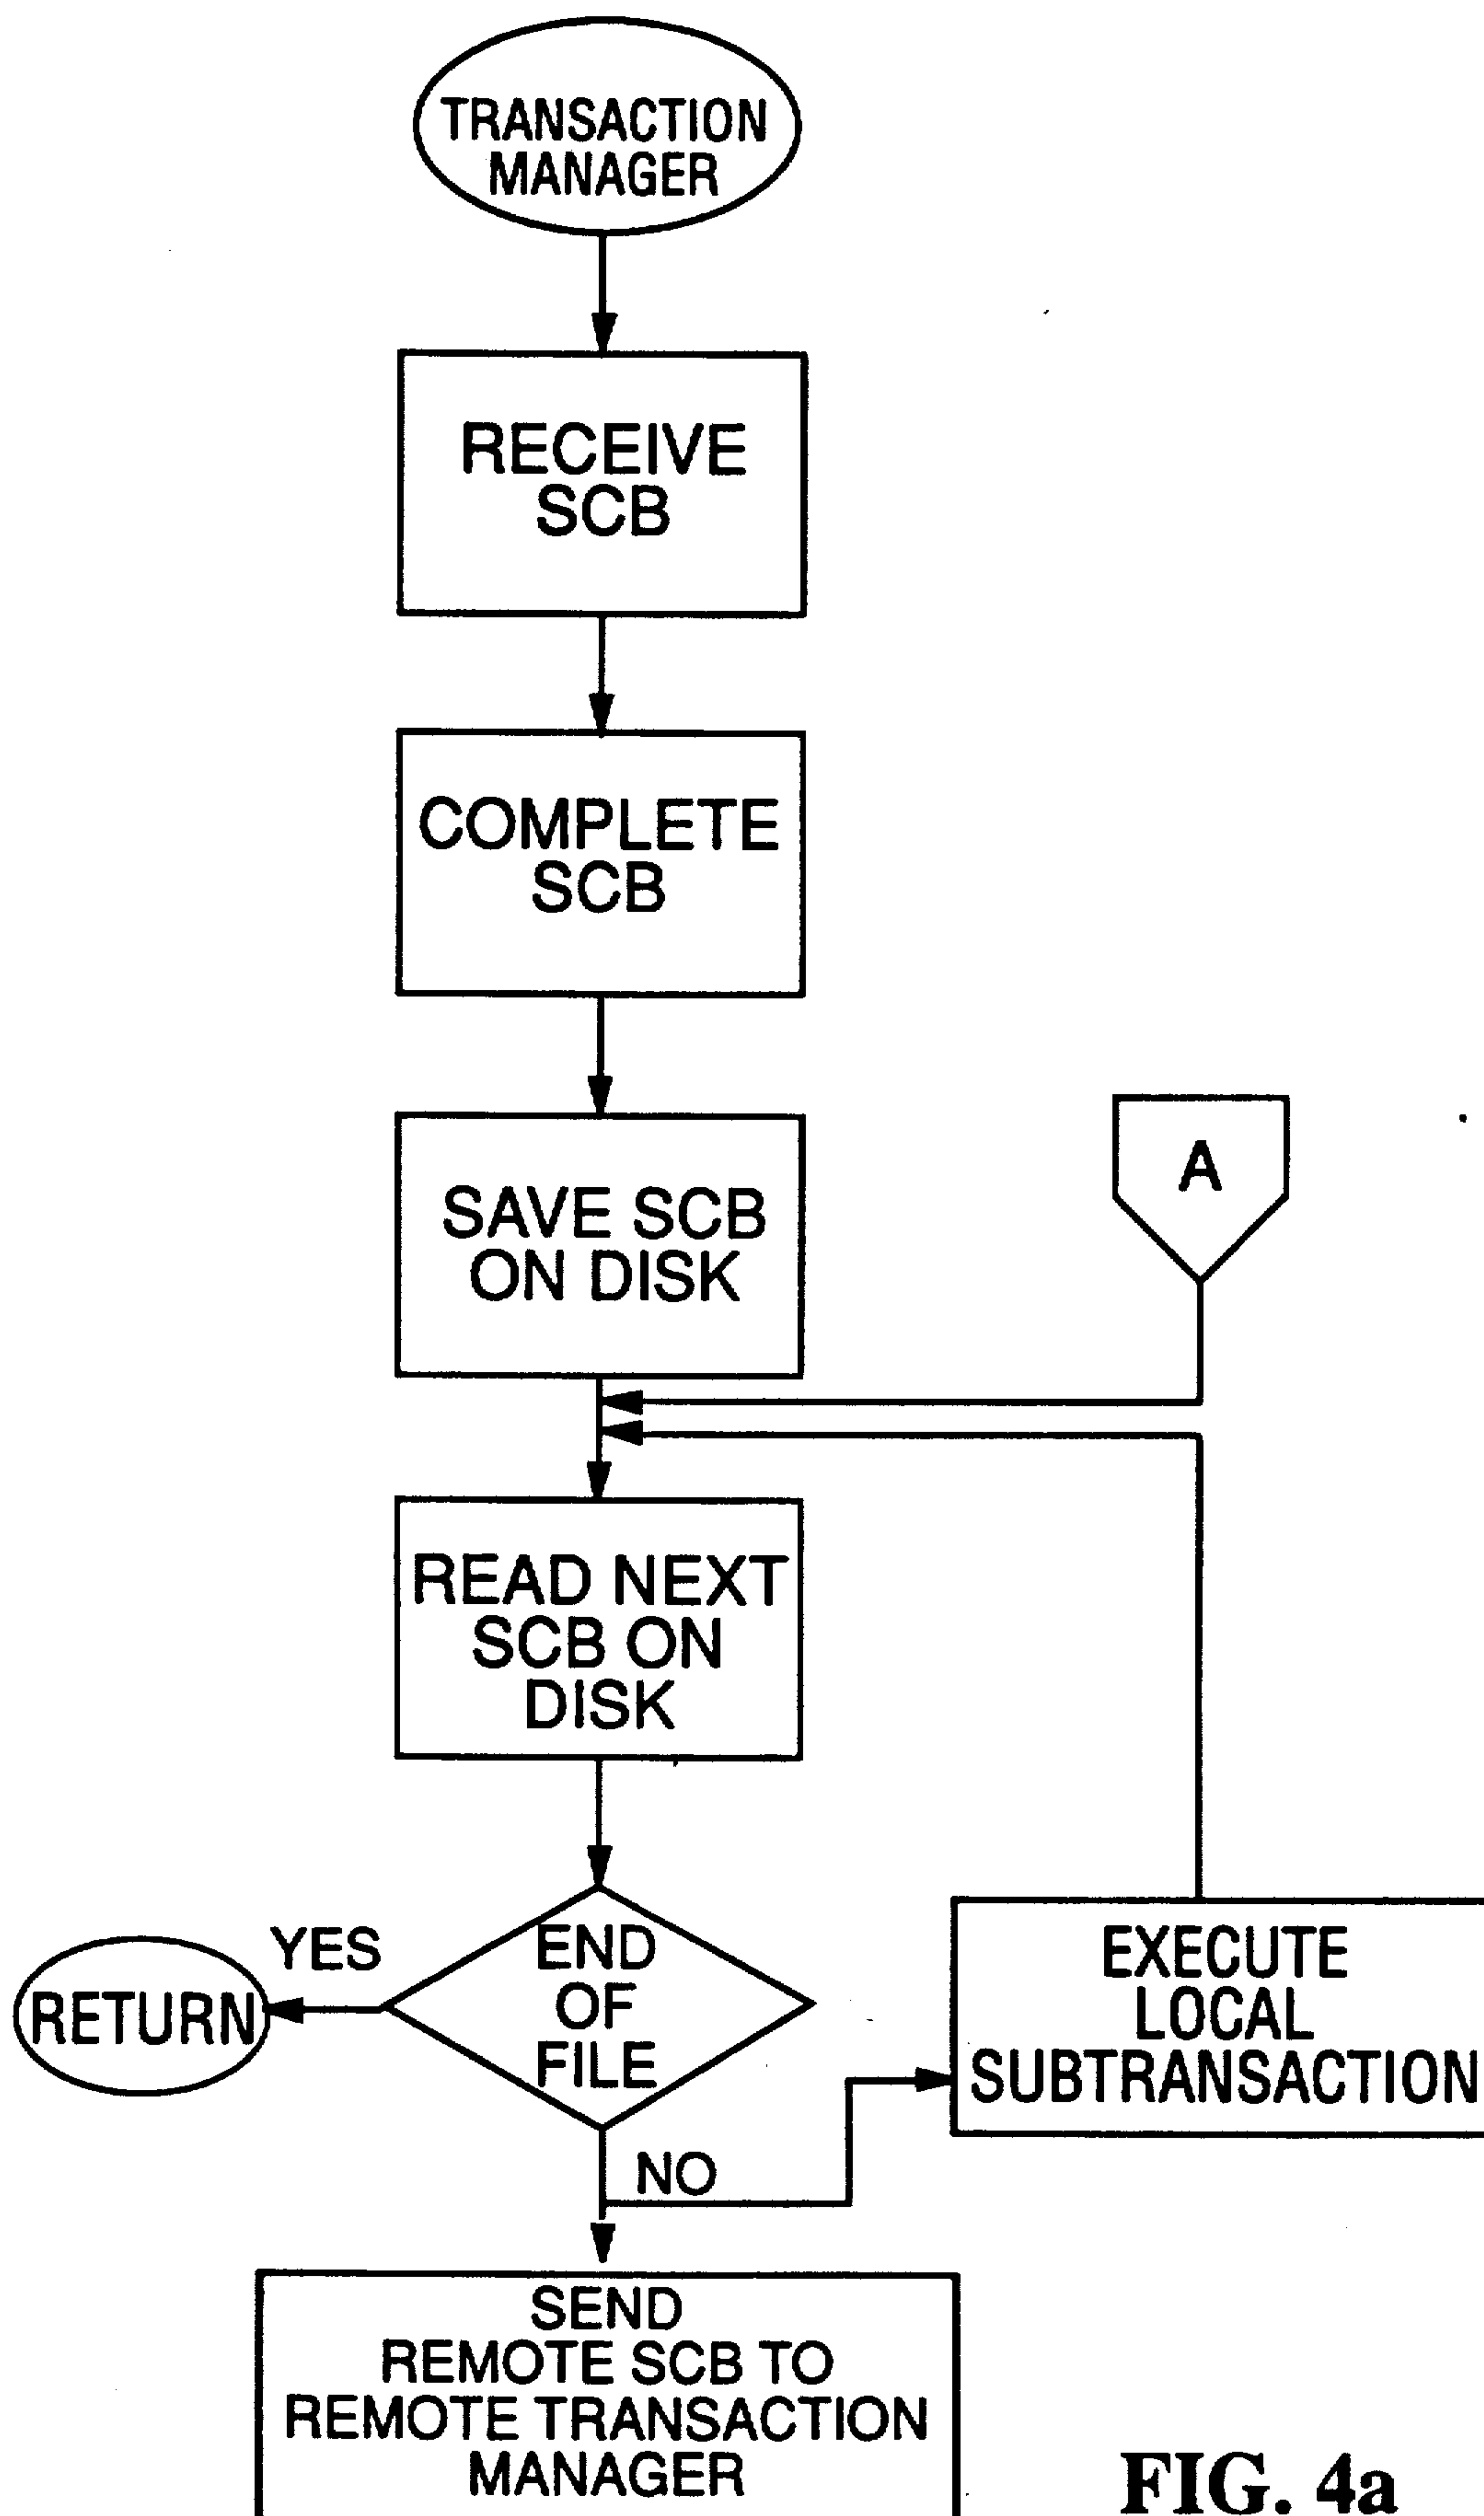 TRANSACTION
MANAGER
RECEIVE
SCB
COMPLETE
SCB
SAVE SCB
ON DISK
A
READ NEXT
SCB ON
DISK
YES
RETURN
END
OF
FILE
EXECUTE
LOCAL
SUBTRANSACTION
NO
SEND
REMOTE SCB TO
REMOTE TRANSACTION
MANAGER
FIG. 4a